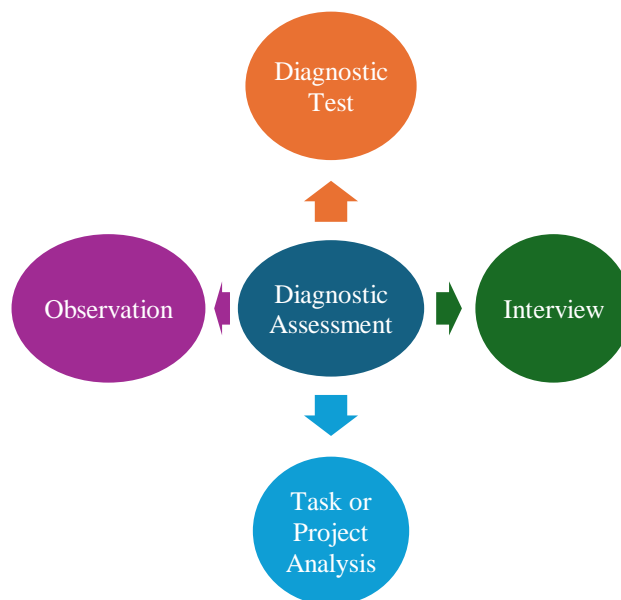 Diagnostic
Test
Observation
Diagnostic
Assessment
Interview
Task or
Project
Analysis